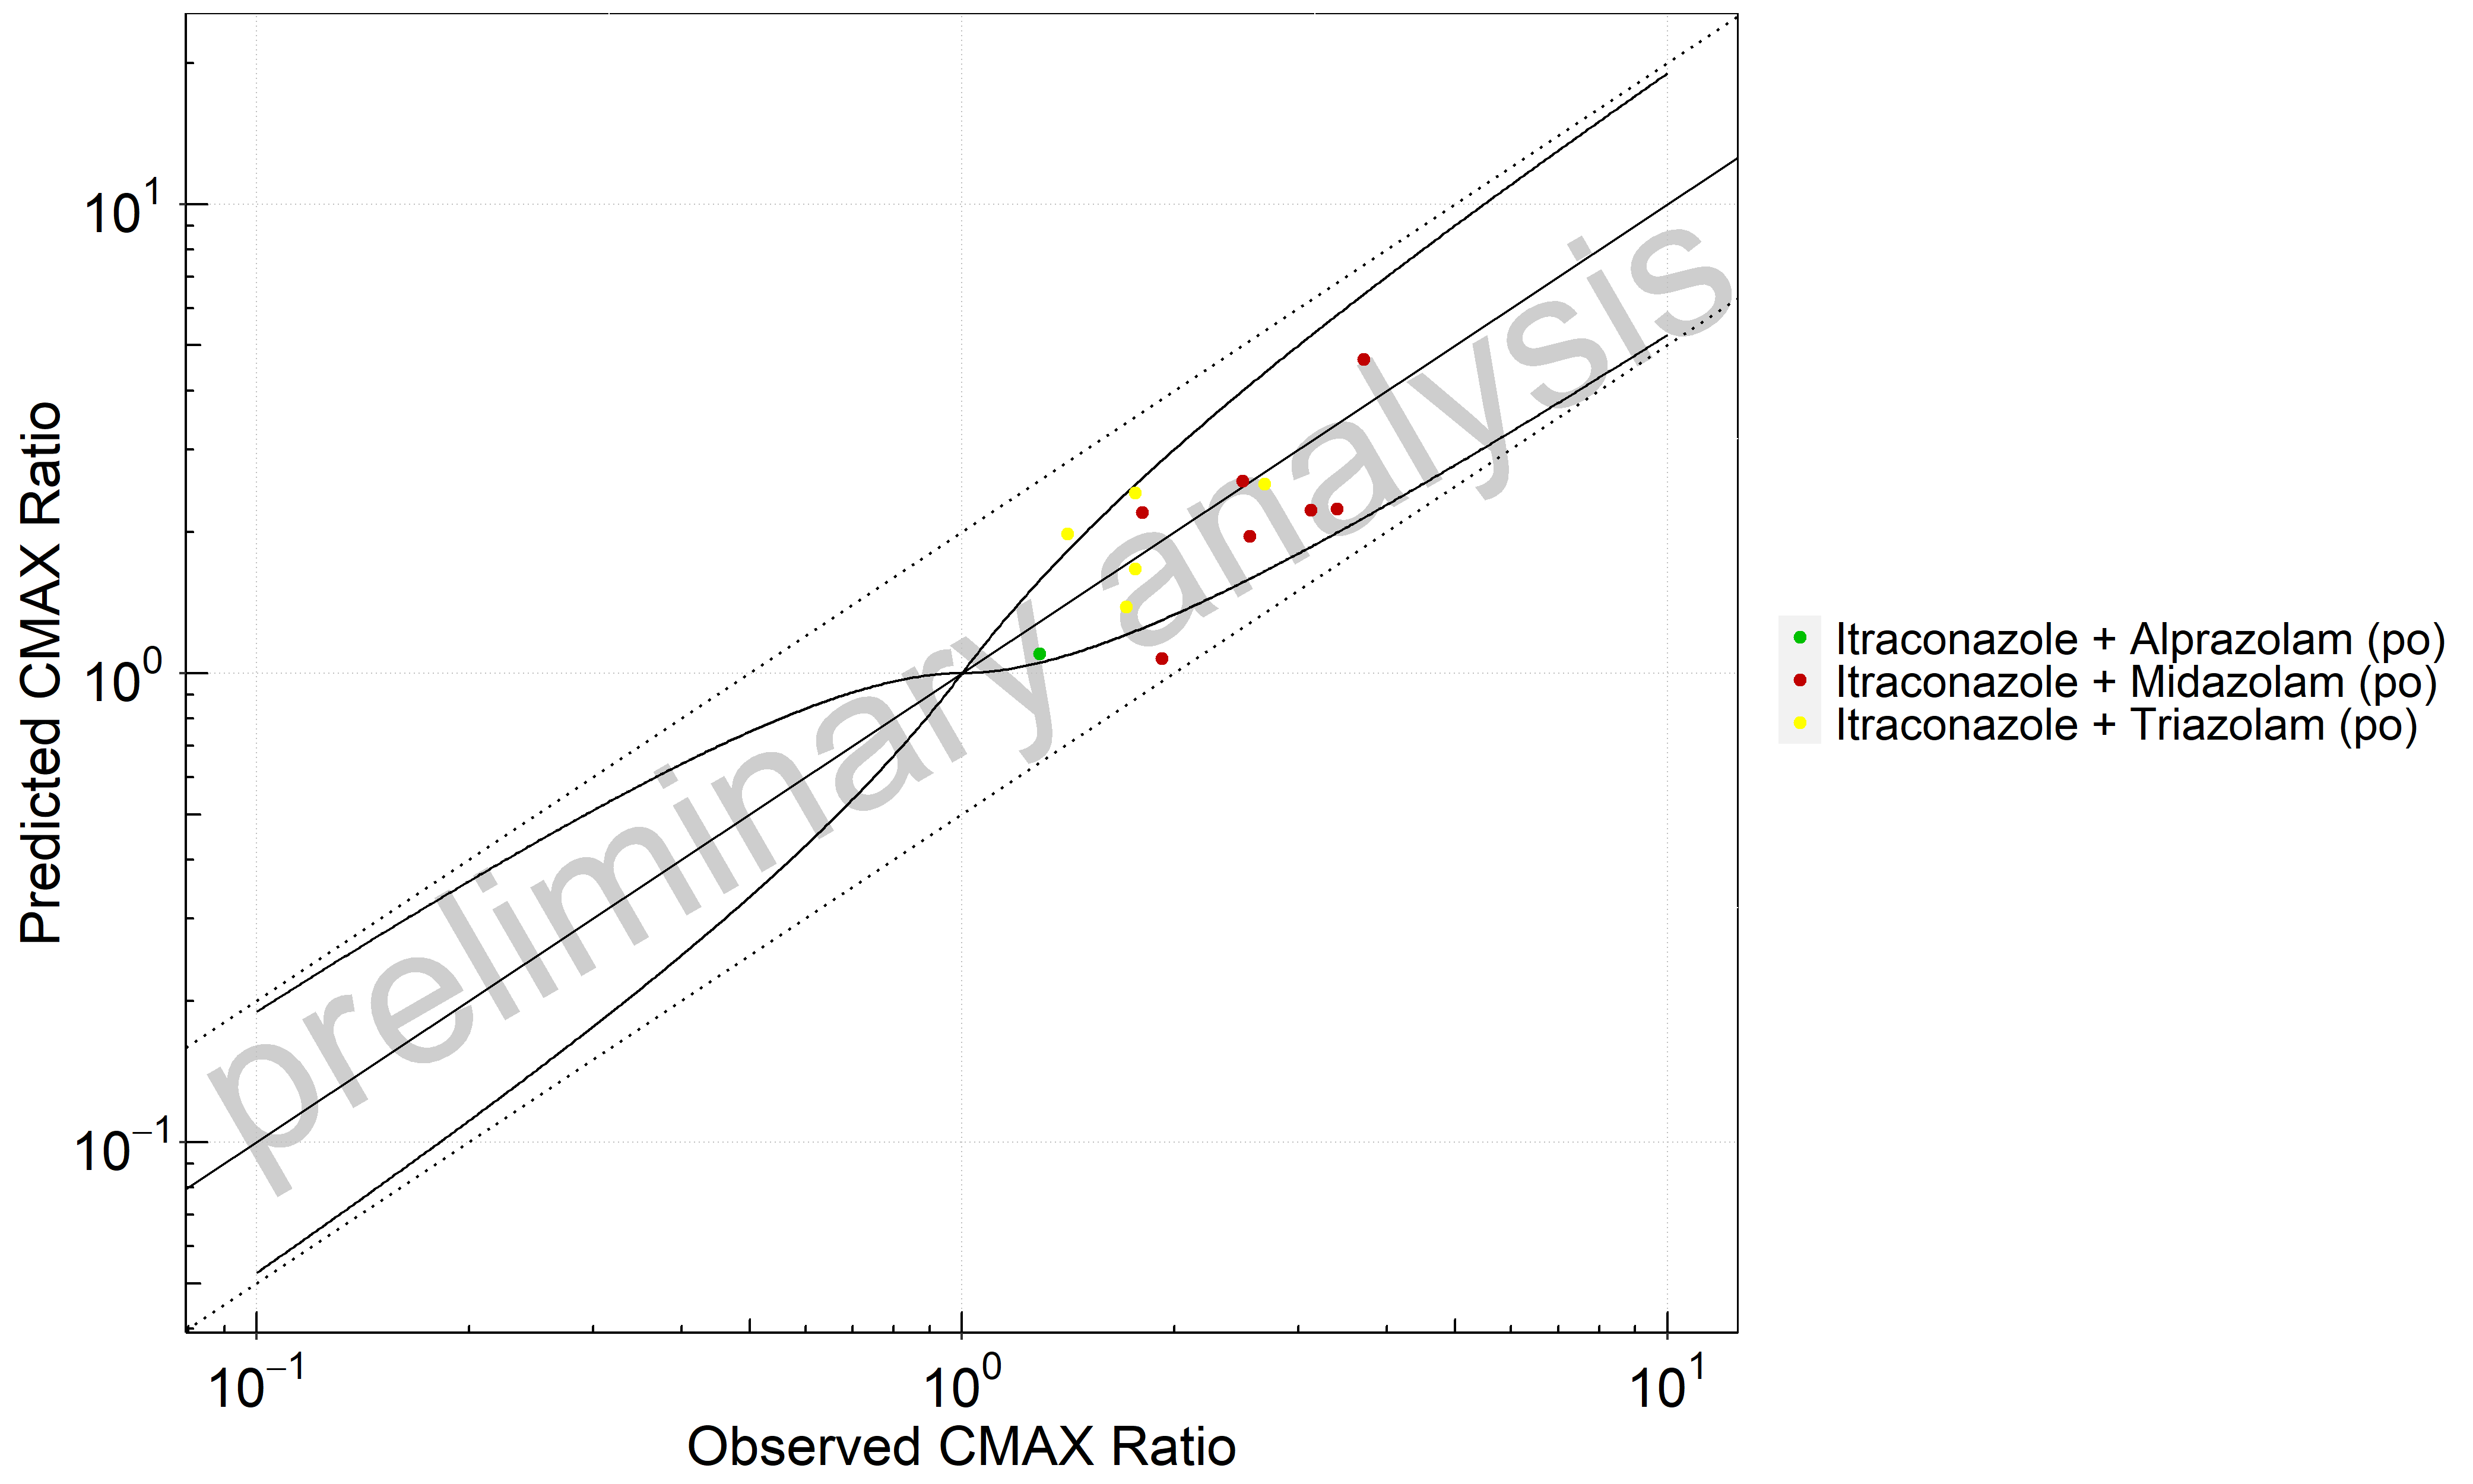 10^1
10^0
10^−1
Predicted CMAX Ratio
preliminary analysis
10^−1
10^0
10^1
Observed CMAX Ratio
Itraconazole + Alprazolam (po)
Itraconazole + Midazolam (po)
Itraconazole + Triazolam (po)